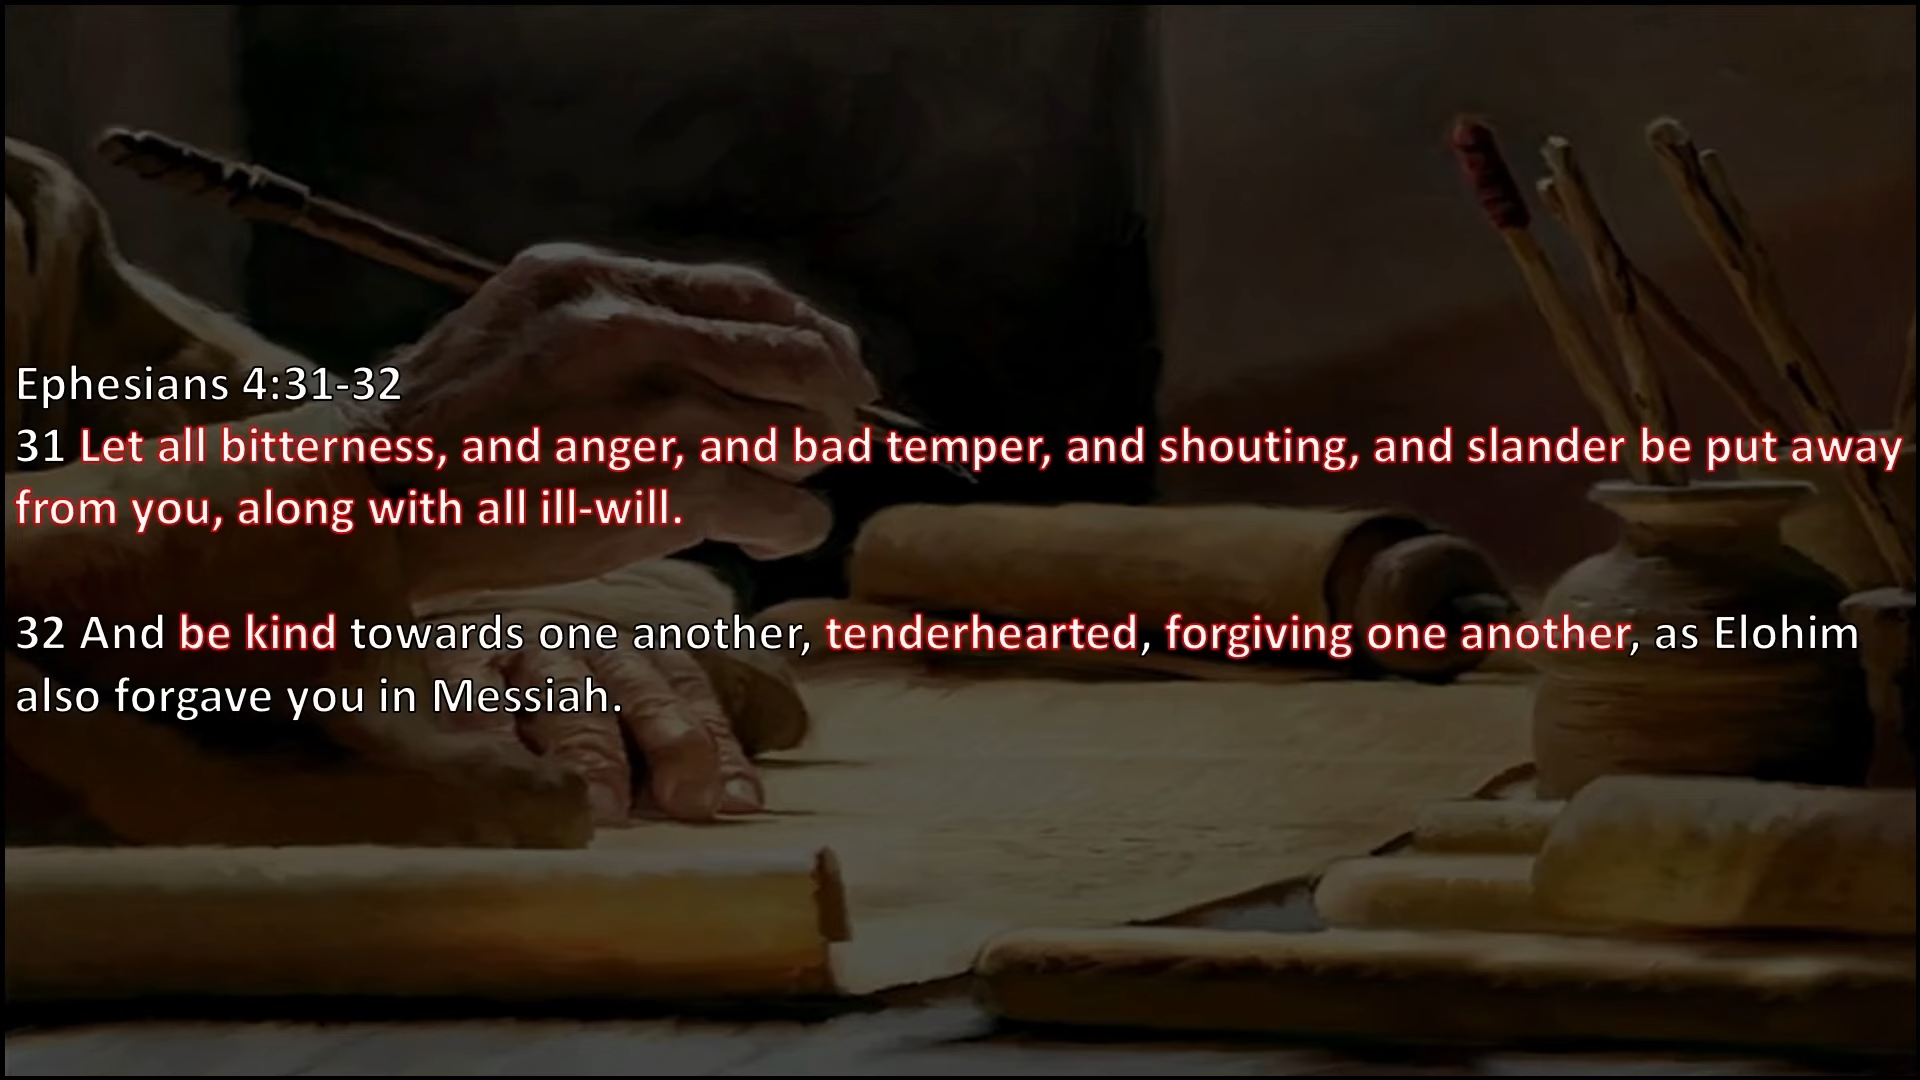 Ephesians 4:31-32
31 Let all bitterness, and anger, and bad temper, and shouting, and slander be put away
from you, along with all ill-will.
32 And be kind towards one another, tenderhearted, forgiving one another, as Elohim
also forgave you in Messiah.